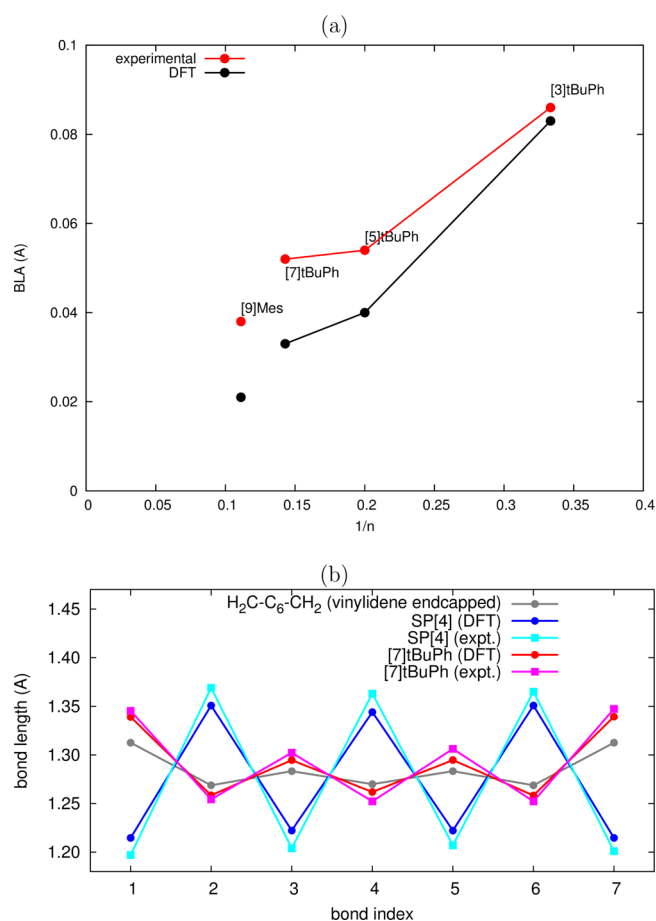 (a)
0.1
0.08
0.06
0.04
0.02
0
BLA (A)
experimental
DFT
[3]tBuPh
[5]tBuPh
[7]tBuPh
[9]Mes
0 0.05 0.1 0.15 0.2 0.25 0.3 0.35 0.4
1/n
(b)
1.45
1.40
1.35
1.30
1.25
1.20
bond length (A)
H₂C-C₆-CH₂ (vinylidene endcapped)
SP[4] (DFT)
SP[4] (expt.)
[7]tBuPh (DFT)
[7]tBuPh (expt.)
1 2 3 4 5 6 7
bond index